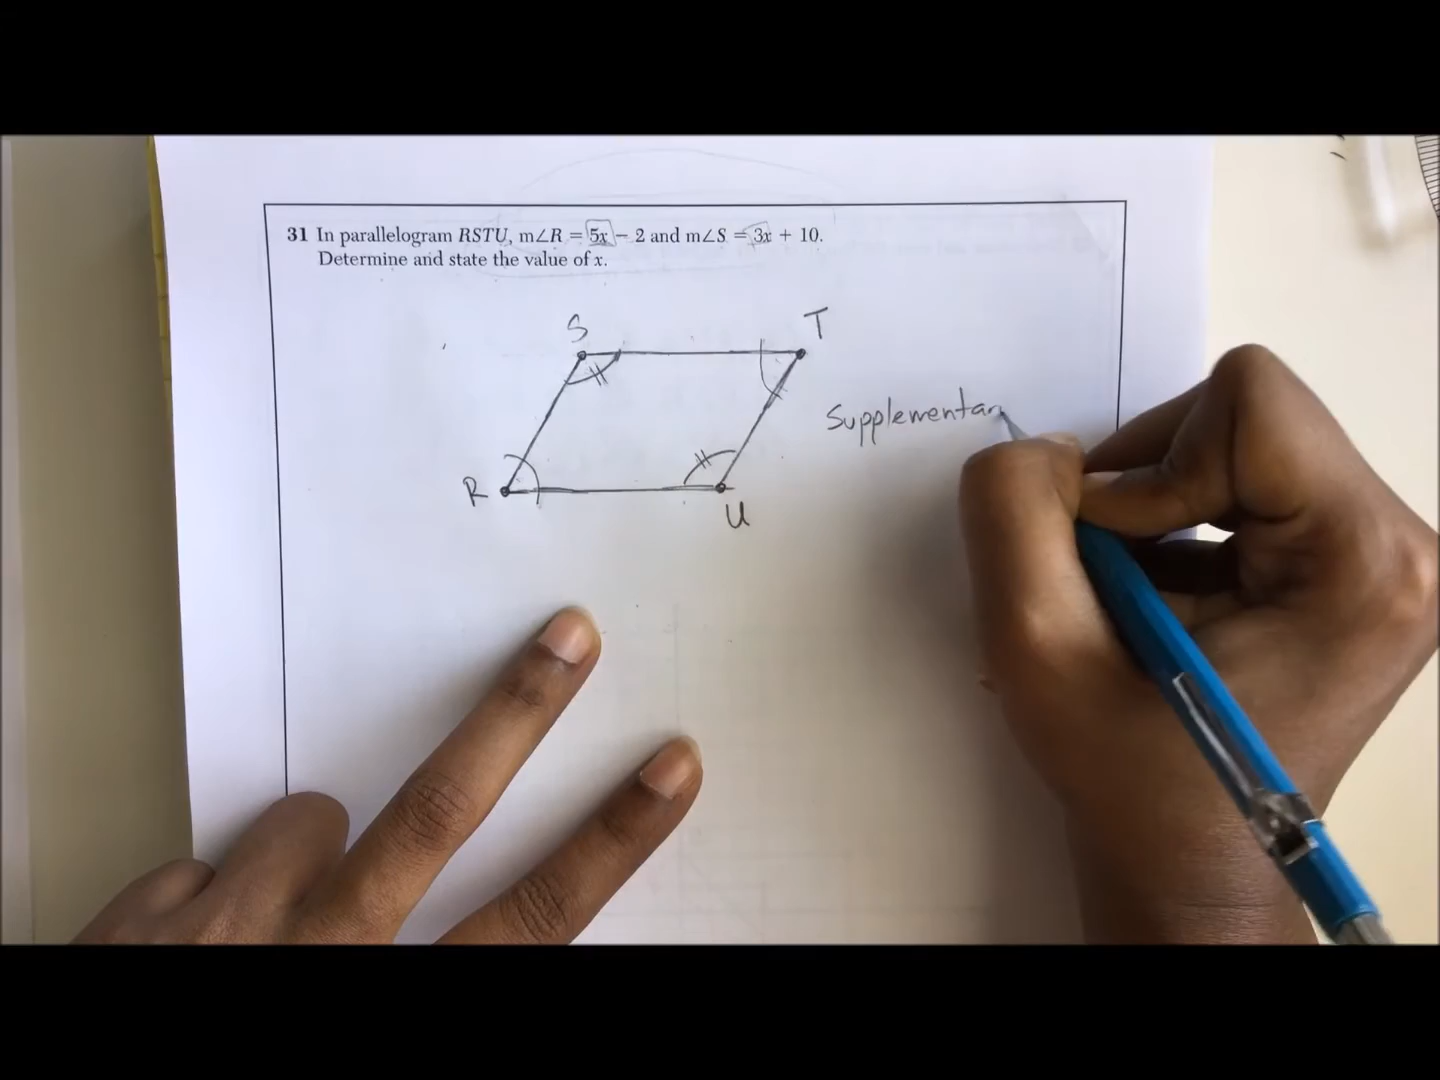 31 In parallelogram RSTU, m∠R = 5x − 2 and m∠S = 3x + 10.
Determine and state the value of x.
S
T
Supplementar
R
U